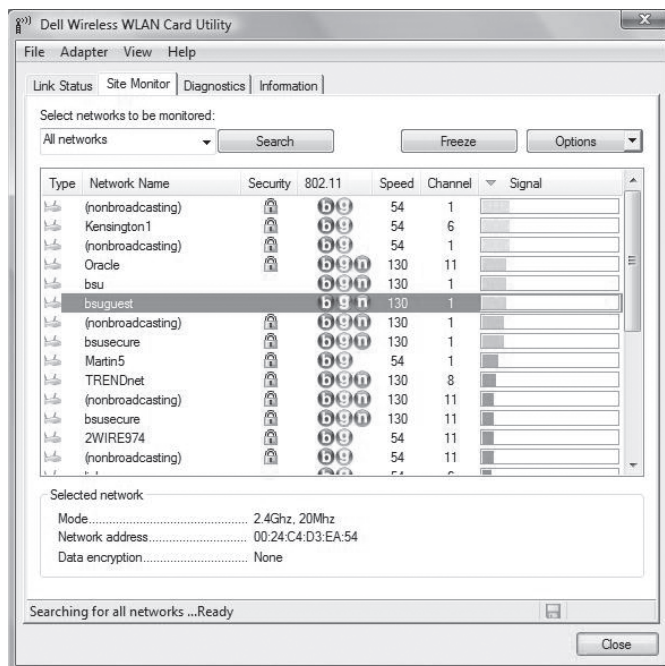 Dell Wireless WLAN Card Utility
File Adapter View Help
Link Status Site Monitor Diagnostics Information
Select networks to be monitored:
All networks Search Freeze Options
Type Network Name Security 802.11 Speed Channel Signal
(nonbroadcasting) b g 54 1
Kensington1 b g 54 6
(nonbroadcasting) b g 54 1
Oracle b g n 130 11
bsu b g n 130 1
bsuguest b g n 130 1
(nonbroadcasting) b g n 130 1
bsusecure b g n 130 1
Martin5 b g 54 1
TRENDnet b g n 130 8
(nonbroadcasting) b g n 130 11
bsusecure b g n 130 11
2WIRE974 b g 54 11
(nonbroadcasting) b g 54 11
Selected network
Mode.............................................. 2.4Ghz, 20Mhz
Network address............................ 00:24:C4:D3:EA:54
Data encryption.............................. None
Searching for all networks ...Ready
Close